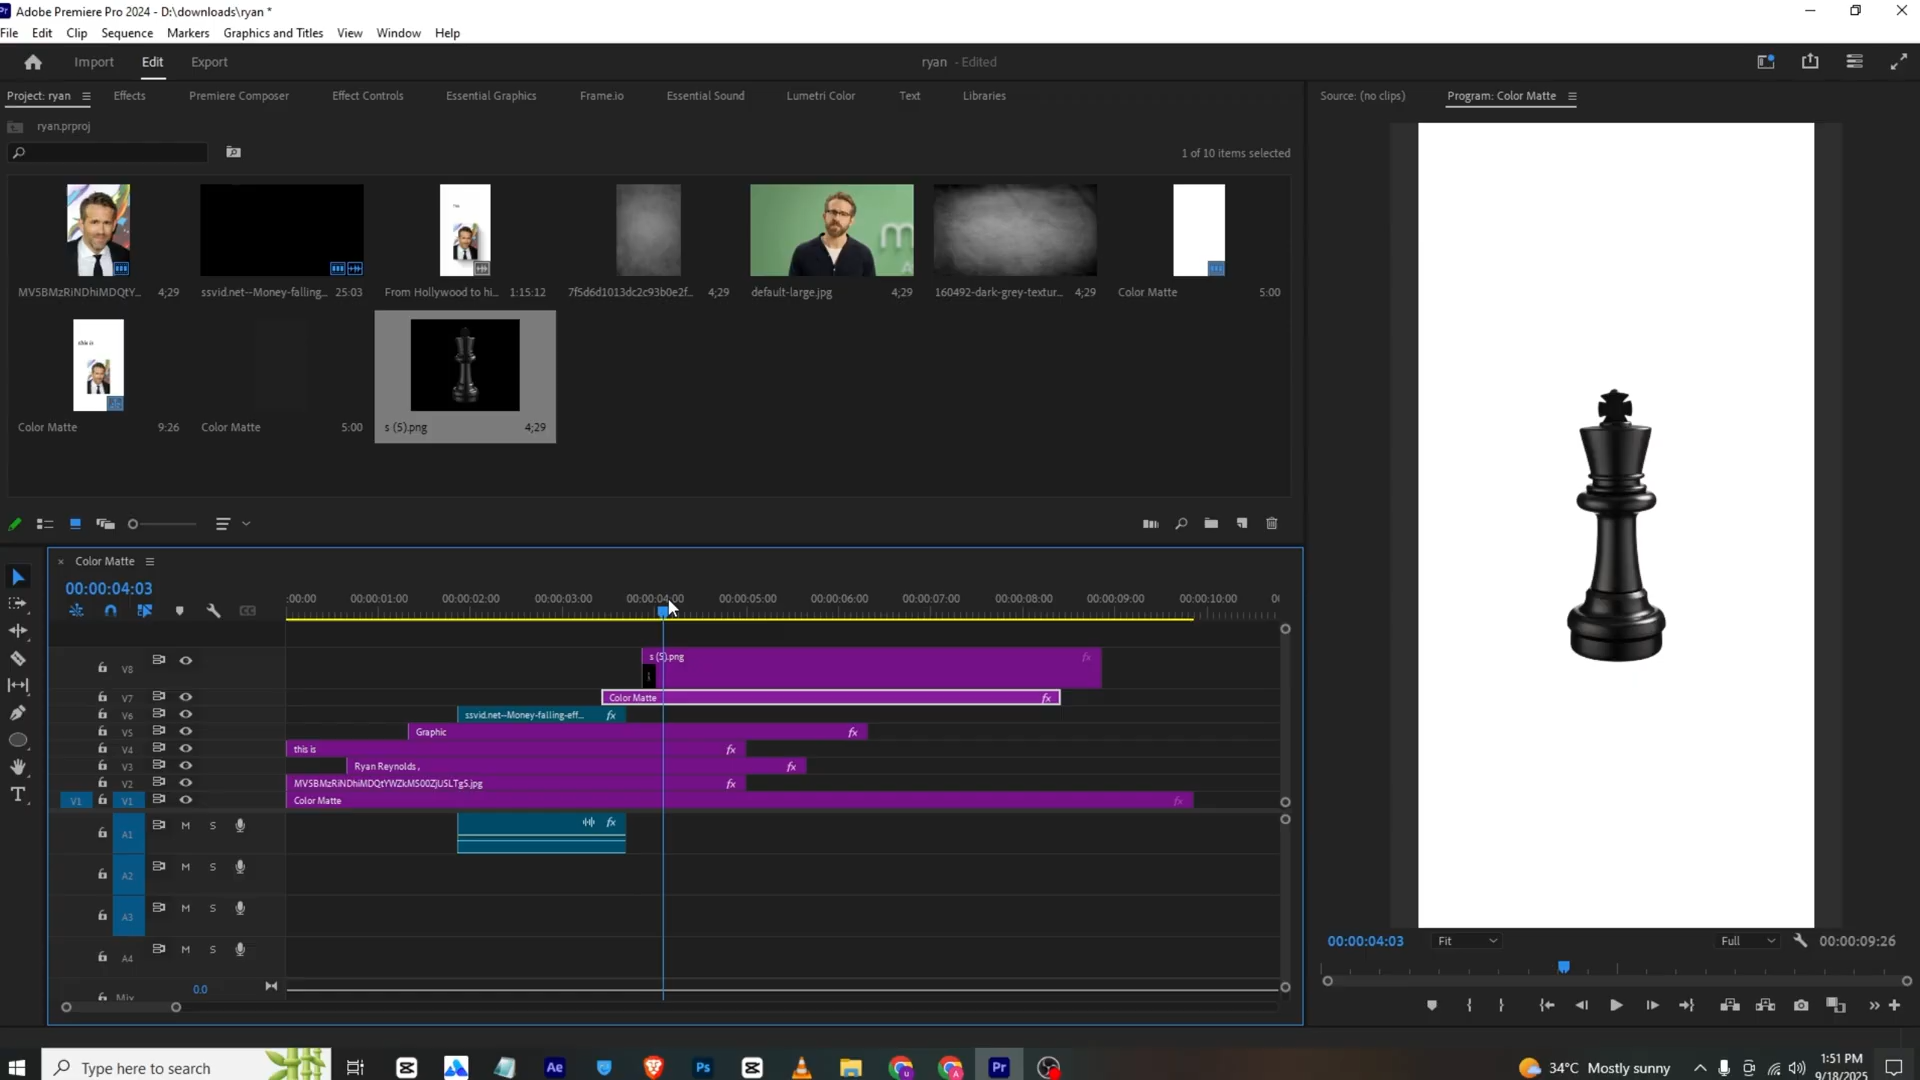 Adobe Premiere Pro 2024 - D:\downloads\ryan *
File Edit Clip Sequence Markers Graphics and Titles View Window Help
Import Edit Export
ryan - Edited
Project: ryan Effects Premiere Composer Effect Controls Essential Graphics Frame.io Essential Sound Lumetri Color Text Libraries
Source: (no clips) Program: Color Matte
ryan.prproj
1 of 10 items selected
MV5BMzRiNDhiMDQtY... 4;29
ssvid.net--Money-falling... 25:03
From Hollywood to hi... 1:15:12
7f5d6d1013dc2c93b0e2f... 4;29
default-large.jpg 4;29
160492-dark-grey-textur... 4;29
Color Matte 5:00
this is
Color Matte 9:26
Color Matte 5:00
s (5).png 4;29
Color Matte
00:00:04:03
:00:00 00:00:01:00 00:00:02:00 00:00:03:00 00:00:04:00 00:00:05:00 00:00:06:00 00:00:07:00 00:00:08:00 00:00:09:00 00:00:10:00
V8 s (5).png fx
V7 Color Matte fx
V6 ssvid.net--Money-falling-eff... fx
V5 Graphic fx
V4 this is fx
V3 Ryan Reynolds, fx
V2 MV5BMzRiNDhiMDQtYWZkMS00ZjUSLTgS.jpg fx
V1 V1 Color Matte fx
A1 M S fx
A2 M S
A3 M S
A4 M S
Mix 0.0
00:00:04:03 Fit Full 00:00:09:26
Type here to search
Ae Ps Pr
34°C Mostly sunny
1:51 PM
9/18/2025